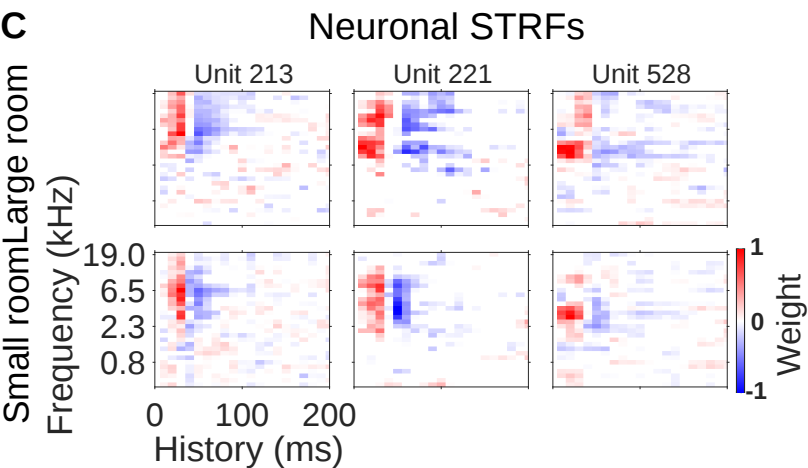 C
Neuronal STRFs
Unit 213 Unit 221 Unit 528
Large room
Small room
Frequency (kHz)
19.0
6.5
2.3
0.8
0 100 200
History (ms)
1
0
-1
Weight